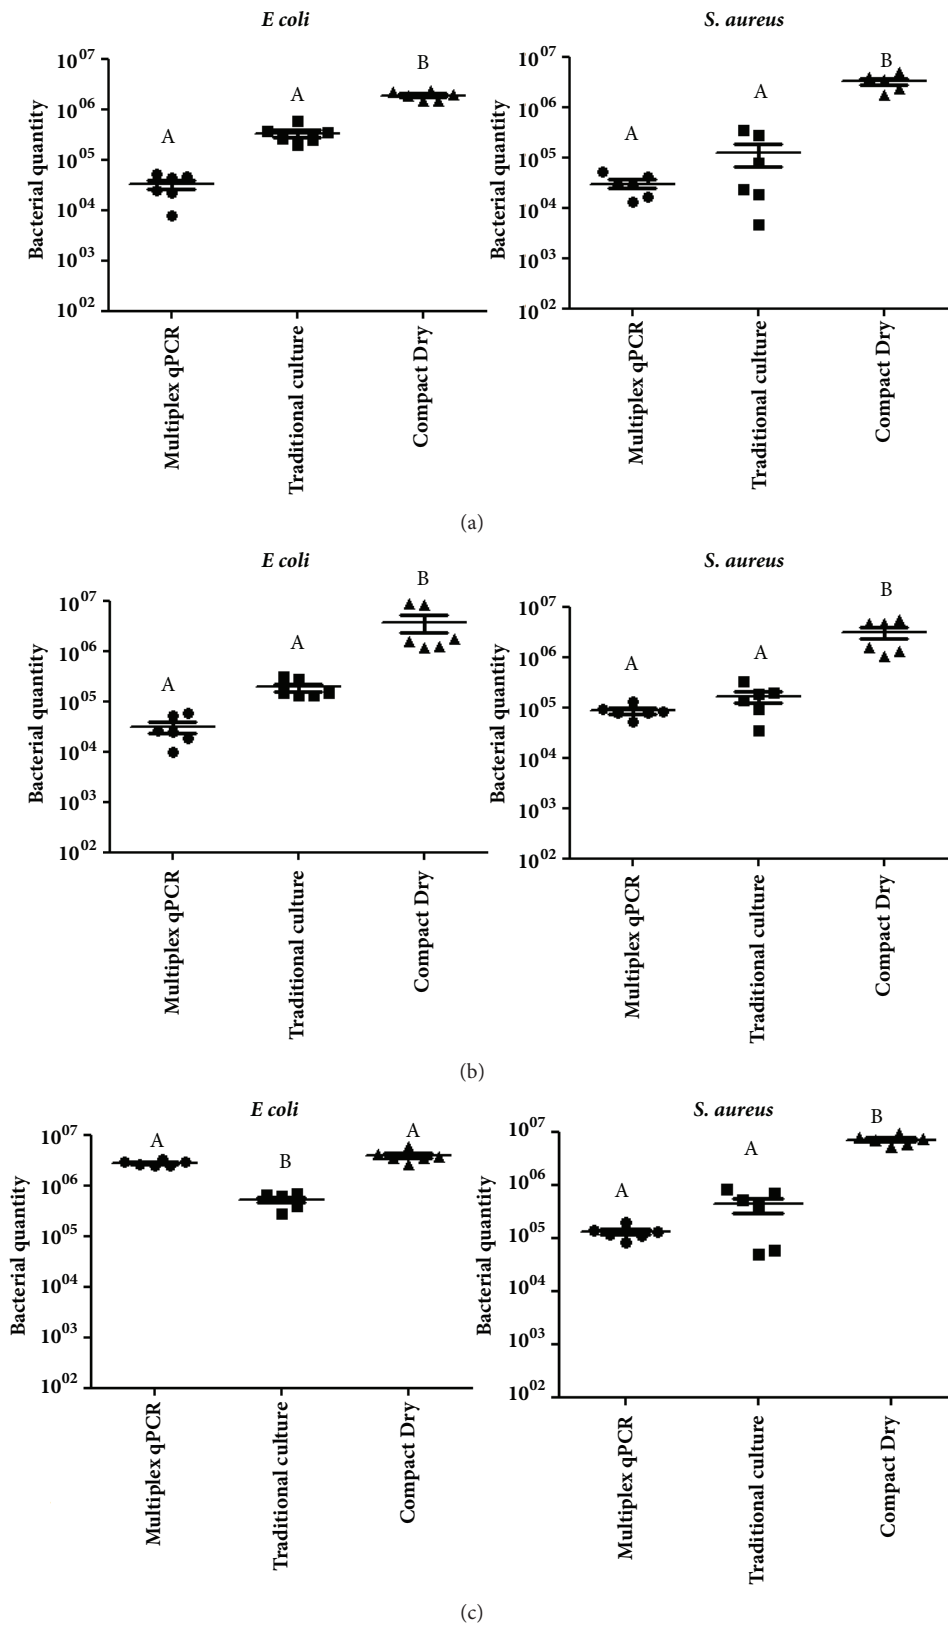 E coli
S. aureus
Bacterial quantity
10^07
10^06
10^05
10^04
10^03
10^02
A
A
B
Multiplex qPCR
Traditional culture
Compact Dry
Bacterial quantity
10^07
10^06
10^05
10^04
10^03
10^02
A
A
B
Multiplex qPCR
Traditional culture
Compact Dry
(a)
E coli
S. aureus
Bacterial quantity
10^07
10^06
10^05
10^04
10^03
10^02
A
A
B
Multiplex qPCR
Traditional culture
Compact Dry
Bacterial quantity
10^07
10^06
10^05
10^04
10^03
10^02
A
A
B
Multiplex qPCR
Traditional culture
Compact Dry
(b)
E coli
S. aureus
Bacterial quantity
10^07
10^06
10^05
10^04
10^03
10^02
A
B
A
Multiplex qPCR
Traditional culture
Compact Dry
Bacterial quantity
10^07
10^06
10^05
10^04
10^03
10^02
A
A
B
Multiplex qPCR
Traditional culture
Compact Dry
(c)